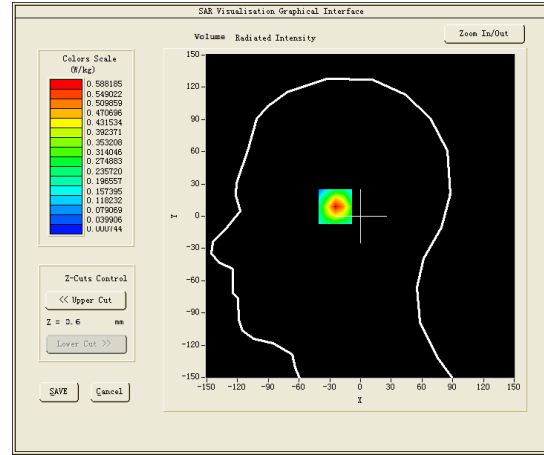 SAR Visualisation Graphical Interface
Volume Radiated Intensity
Zoom In/Out
Colors Scale
(W/kg)
0.588185
0.549022
0.509859
0.470696
0.431534
0.392371
0.353208
0.314046
0.274883
0.235720
0.196557
0.157395
0.118232
0.079069
0.039906
0.000744
Z-Cuts Control
<< Upper Cut
Z = 0.6 mm
Lower Cut >>
SAVE Cancel
150
120
90
60
30
0
-30
-60
-90
-120
-150
Y
-150 -120 -90 -60 -30 0 30 60 90 120 150
X